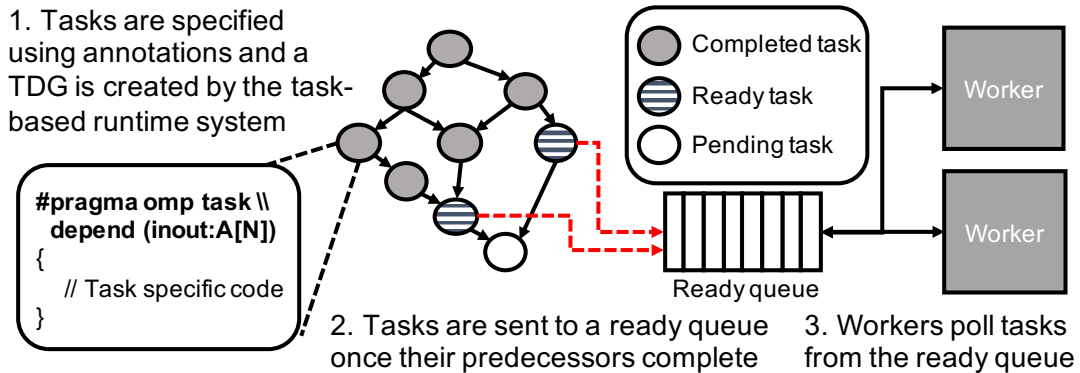 1. Tasks are specified
using annotations and a
TDG is created by the task-
based runtime system
#pragma omp task \\
depend (inout:A[N])
{
// Task specific code
}
Completed task
Ready task
Pending task
Worker
Worker
Ready queue
2. Tasks are sent to a ready queue
once their predecessors complete
3. Workers poll tasks
from the ready queue